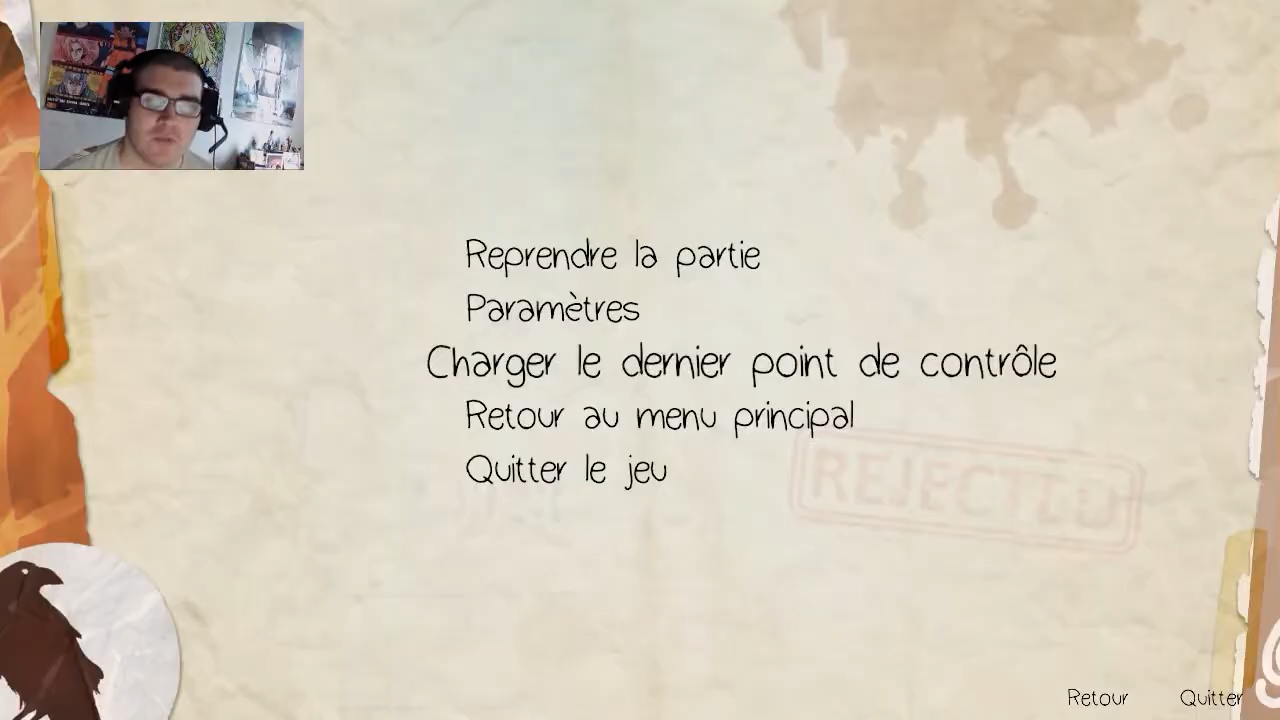 Reprendre la partie
Paramètres
Charger le dernier point de contrôle
Retour au menu principal
Quitter le jeu
REJECTED
Retour
Quitter